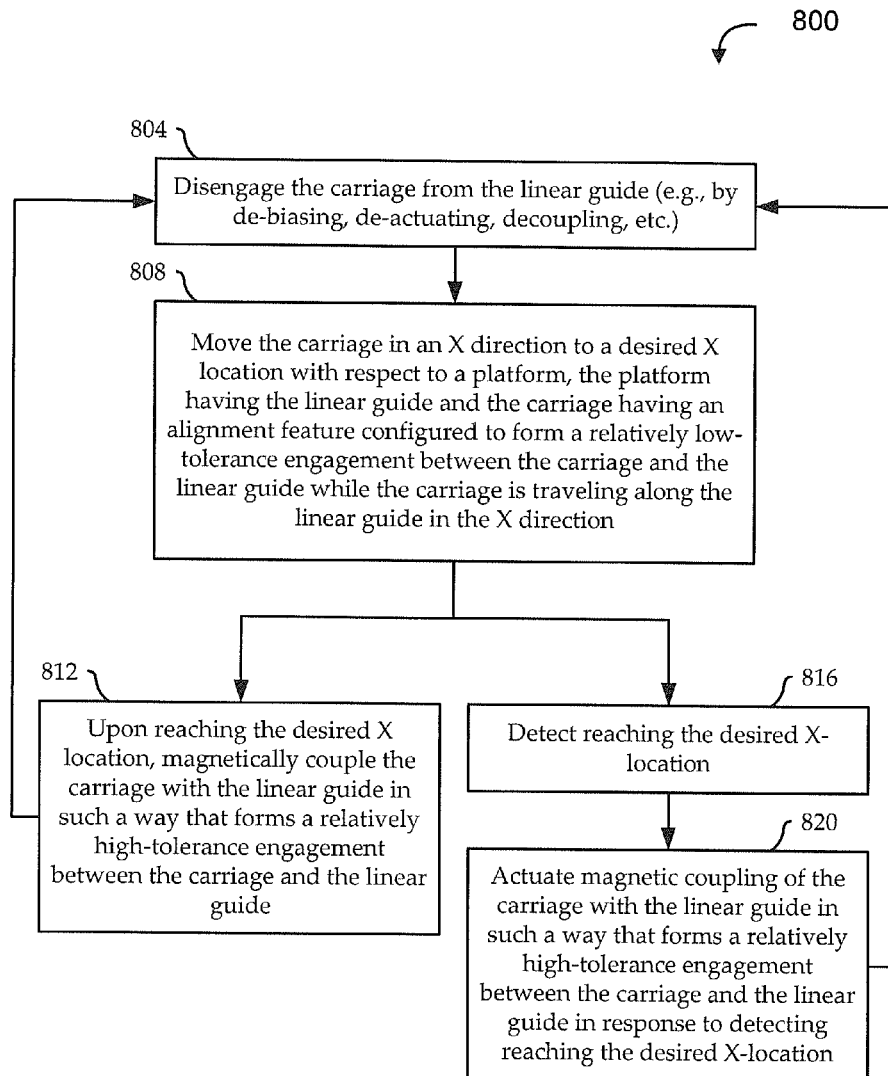 800
804
Disengage the carriage from the linear guide (e.g., by
de-biasing, de-actuating, decoupling, etc.)
808
Move the carriage in an X direction to a desired X
location with respect to a platform, the platform
having the linear guide and the carriage having an
alignment feature configured to form a relatively low-
tolerance engagement between the carriage and the
linear guide while the carriage is traveling along the
linear guide in the X direction
812
Upon reaching the desired X
location, magnetically couple the
carriage with the linear guide in
such a way that forms a relatively
high-tolerance engagement
between the carriage and the linear
guide
816
Detect reaching the desired X-
location
820
Actuate magnetic coupling of the
carriage with the linear guide in
such a way that forms a relatively
high-tolerance engagement
between the carriage and the linear
guide in response to detecting
reaching the desired X-location